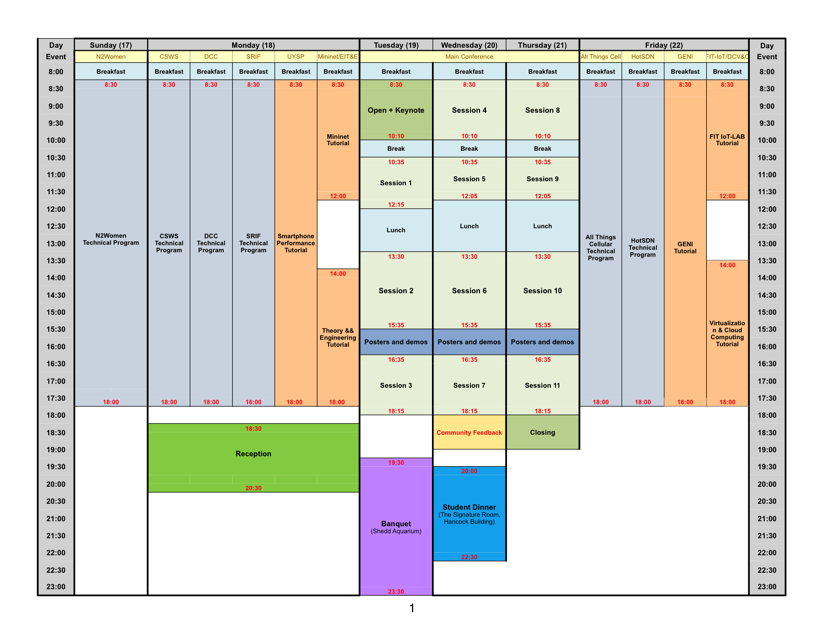 Day Sunday (17) Monday (18) Tuesday (19) Wednesday (20) Thursday (21) Friday (22) Day
Event N2Women CSWS DCC SRIF UYSP Mininet/EIT&E Main Conference All Things Cell HotSDN GENI FIT-IoT/DCV&C Event
8:00 Breakfast Breakfast Breakfast Breakfast Breakfast Breakfast Breakfast Breakfast Breakfast Breakfast Breakfast Breakfast Breakfast 8:00
8:30 8:30 8:30 8:30 8:30 8:30 8:30 8:30 8:30 8:30 8:30 8:30 8:30 8:30 8:30
9:00 Open + Keynote Session 4 Session 8 9:00
9:30 9:30
10:00 Mininet Tutorial 10:10 10:10 10:10 FIT IoT-LAB Tutorial 10:00
Break Break Break
10:30 10:35 10:35 10:35 10:30
11:00 Session 1 Session 5 Session 9 11:00
11:30 12:00 12:05 12:05 12:00 11:30
12:00 12:15 12:00
12:30 Lunch Lunch Lunch 12:30
13:00 N2Women Technical Program CSWS Technical Program DCC Technical Program SRIF Technical Program Smartphone Performance Tutorial All Things Cellular Technical Program HotSDN Technical Program GENI Tutorial 13:00
13:30 13:30 13:30 13:30 14:00 13:30
14:00 14:00 14:00
14:30 Session 2 Session 6 Session 10 14:30
15:00 15:00
15:30 15:35 15:35 15:35 15:30
16:00 Theory && Engineering Tutorial Posters and demos Posters and demos Posters and demos Virtualizatio n & Cloud Computing Tutorial 16:00
16:30 16:35 16:35 16:35 16:30
17:00 Session 3 Session 7 Session 11 17:00
17:30 18:00 18:00 18:00 18:00 18:00 18:00 18:00 18:00 18:00 18:00 17:30
18:00 18:15 18:15 18:15 18:00
18:30 18:30 Community Feedback Closing 18:30
19:00 Reception 19:00
19:30 19:30 20:00 19:30
20:00 20:30 20:00
20:30 Student Dinner 20:30
21:00 Banquet (The Signature Room, Hancock Building) 21:00
21:30 (Shedd Aquarium) 21:30
22:00 22:30 22:00
22:30 22:30
23:00 23:30 23:00
1